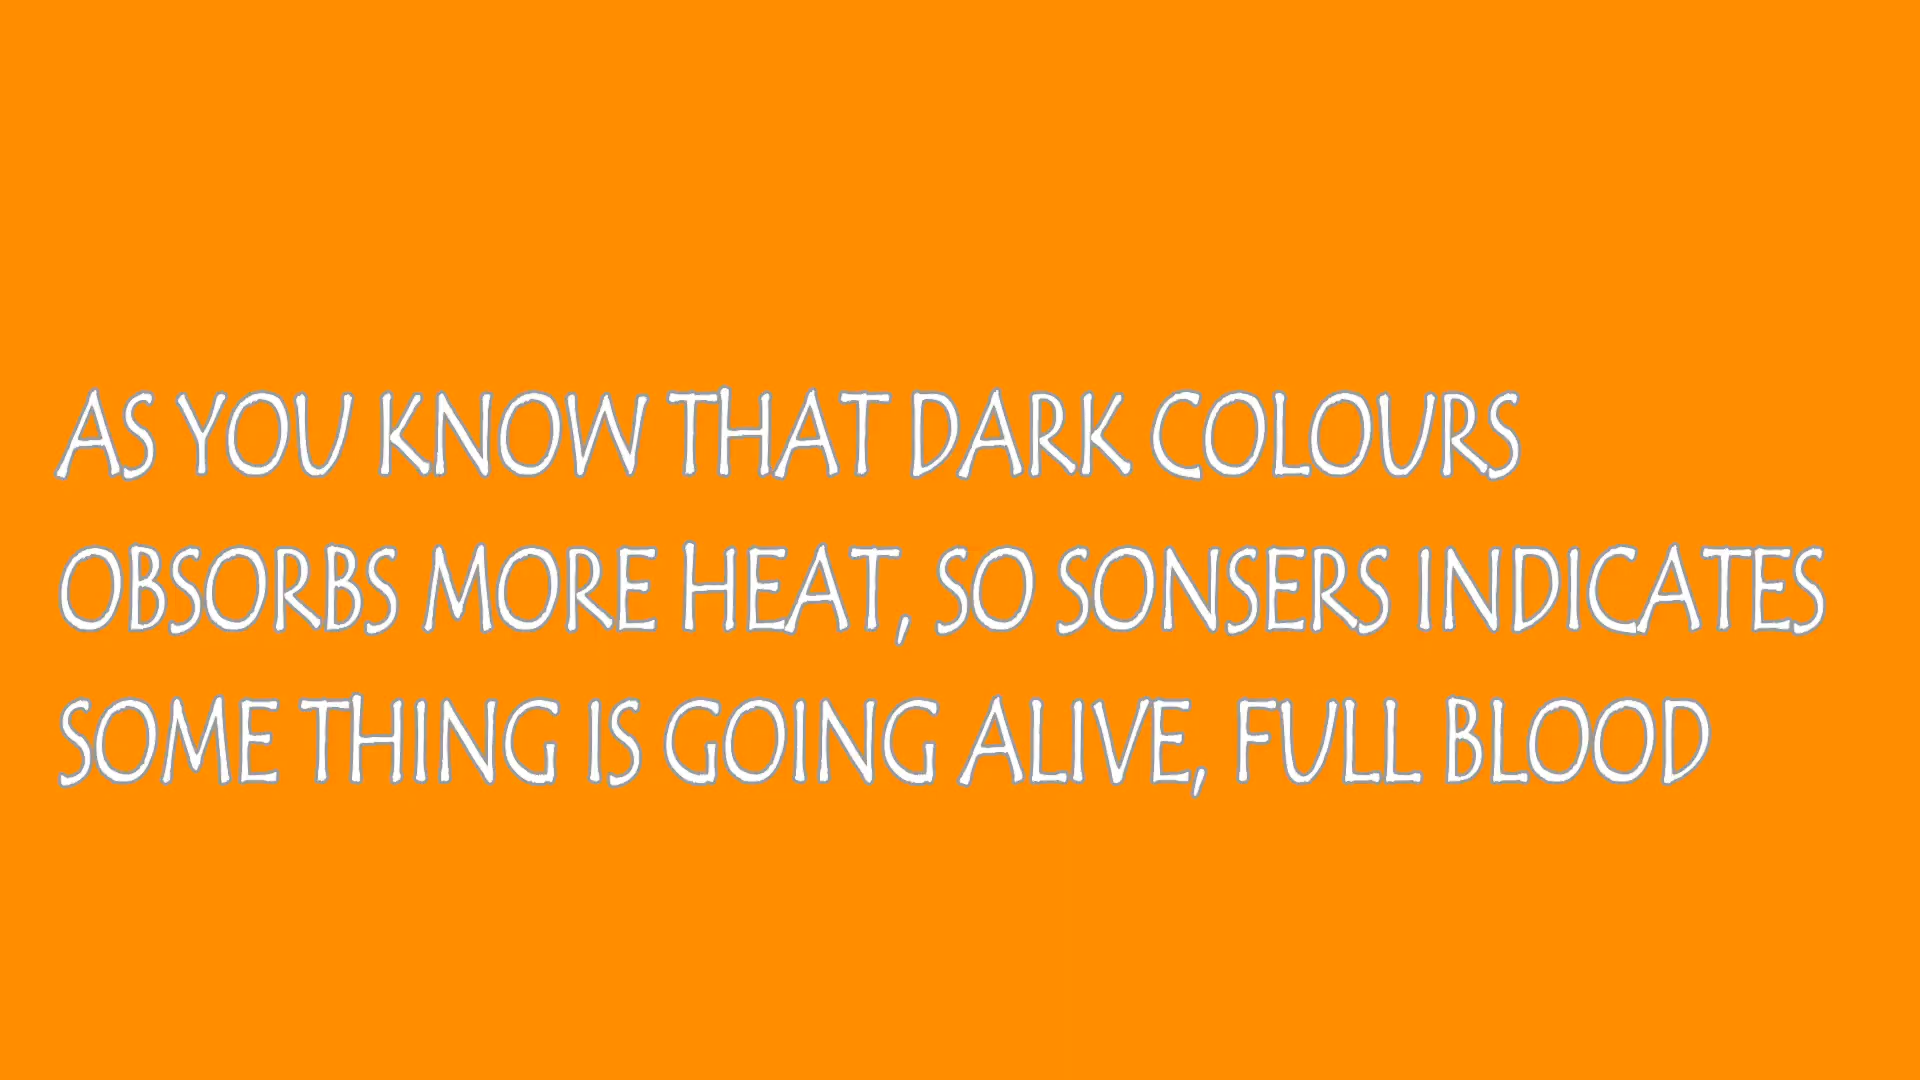 AS YOU KNOW THAT DARK COLOURS
OBSORBS MORE HEAT, SO SONSERS INDICATES
SOME THING IS GOING ALIVE, FULL BLOOD